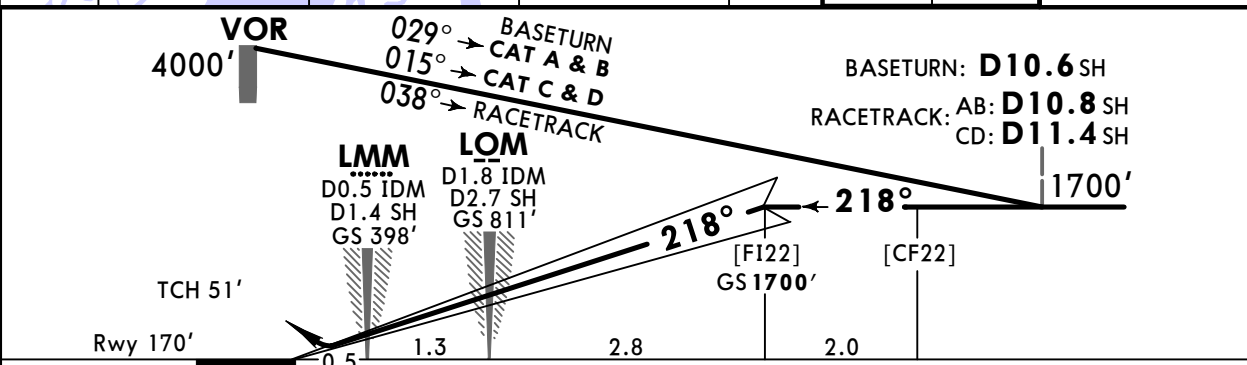 VOR
4000′
029° → BASETURN CAT A & B
015° → CAT C & D
038° → RACETRACK
BASETURN: D10.6 SH
RACETRACK: AB: D10.8 SH
CD: D11.4 SH
1700′
LMM
D0.5 IDM
D1.4 SH
GS 398′
LOM
D1.8 IDM
D2.7 SH
GS 811′
218°
218°
[FI22]
GS 1700′
[CF22]
TCH 51′
Rwy 170′
0.5
1.3
2.8
2.0